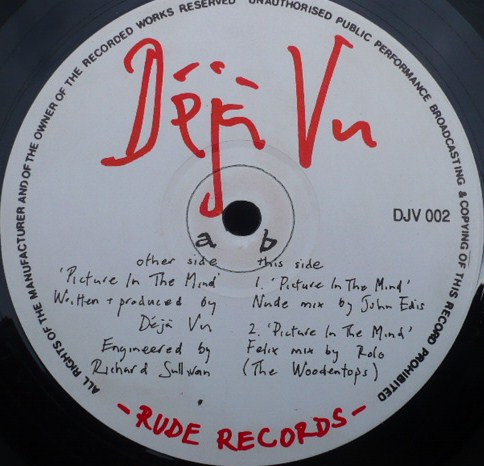 ALL RIGHTS OF THE MANUFACTURER AND OF THE OWNER OF THE RECORDED WORKS RESERVED UNAUTHORISED PUBLIC PERFORMANCE BROADCASTING & COPYING OF THIS RECORD PROHIBITED
Déjà Vu
DJV 002
a b
other side
'Picture In The Mind'
Written + produced by
Déjà Vu
Engineered by
Richard Sullivan
this side
1. 'Picture In The Mind'
Nude mix by John Edis
2. 'Picture In The Mind'
Felix mix by Rolo
(The Woodentops)
- RUDE RECORDS -